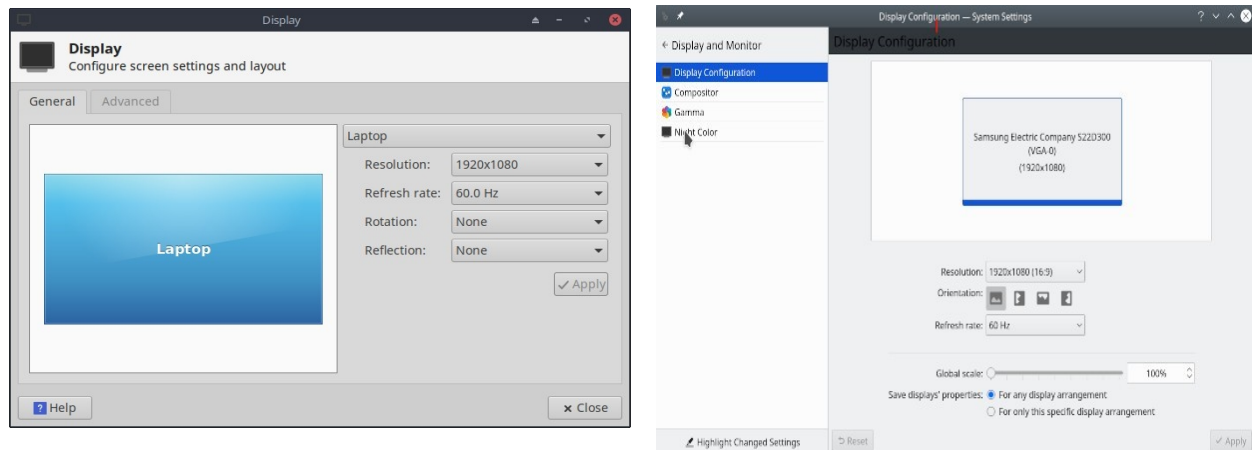 Display
Display
Configure screen settings and layout
General
Advanced
Laptop
Laptop
Resolution: 1920x1080
Refresh rate: 60.0 Hz
Rotation: None
Reflection: None
Apply
? Help
x Close
Display Configuration — System Settings
Display and Monitor
Display Configuration
Display Configuration
Compositor
Gamma
Night Color
Samsung Electric Company S22D300
(VGA-0)
(1920x1080)
Resolution: 1920x1080 (16:9)
Orientation:
Refresh rate: 60 Hz
Global scale: 100%
Save displays' properties: For any display arrangement
For only this specific display arrangement
Highlight Changed Settings
Reset
Apply